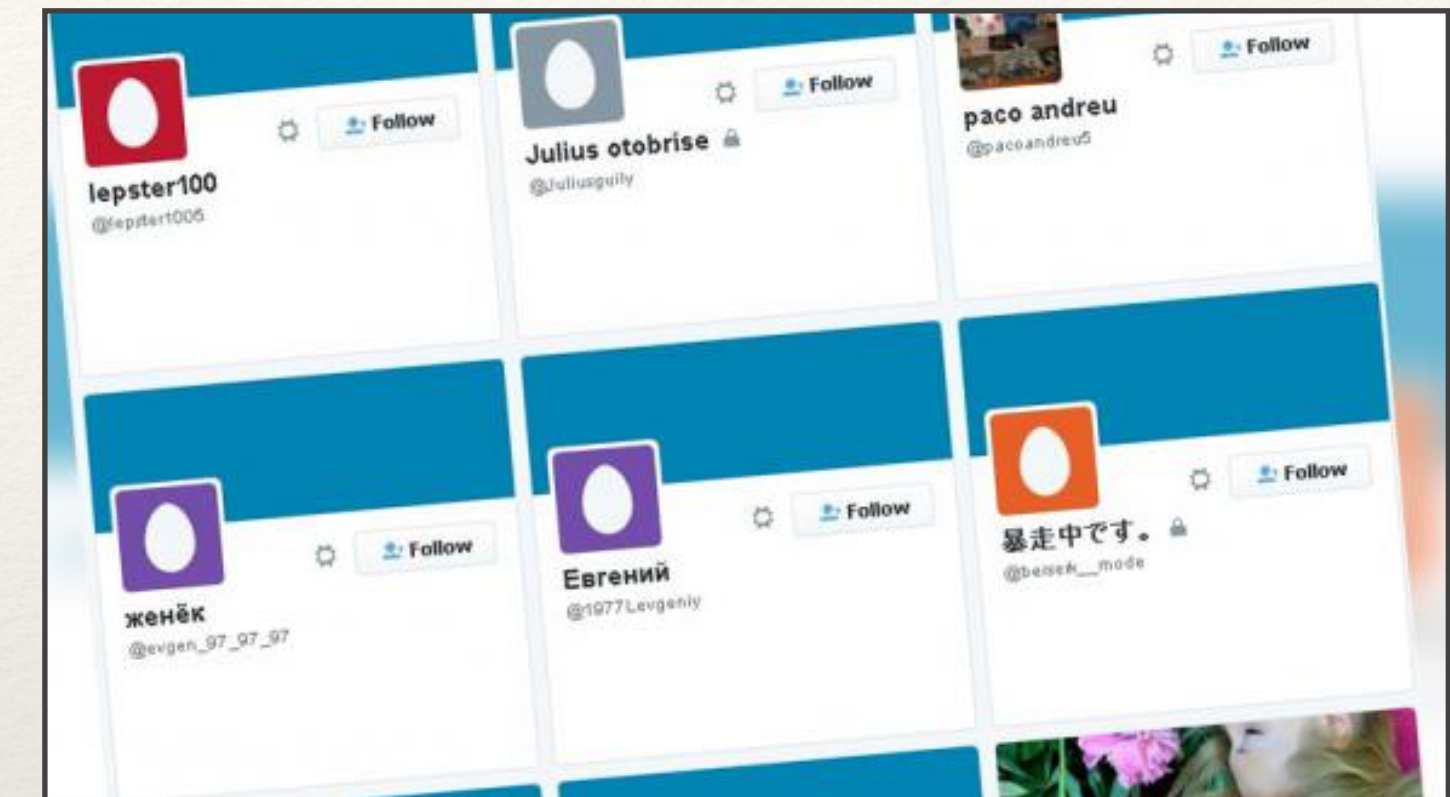 Follow
lepster100
@lepster1005
Follow
Julius otobrise
@Juliusguily
Follow
paco andreu
@pacoandreu5
Follow
женёк
@evgen_97_97_97
Follow
Евгений
@1977Levgeniy
Follow
暴走中です。